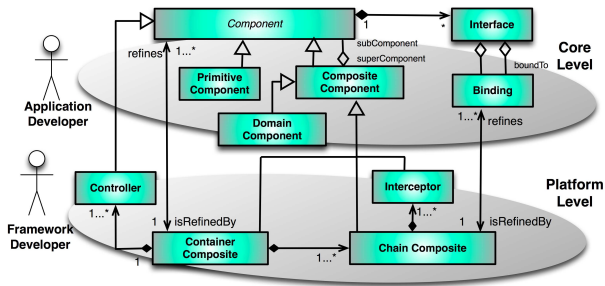 Component
1
*
Interface
refines
1...*
subComponent
superComponent
boundTo
Core
Level
Primitive
Component
Composite
Component
Binding
Application
Developer
Domain
Component
1...*
refines
Controller
Interceptor
Platform
Level
1...*
1...*
Framework
Developer
1
isRefinedBy
1
isRefinedBy
Container
Composite
Chain Composite
1
1...*